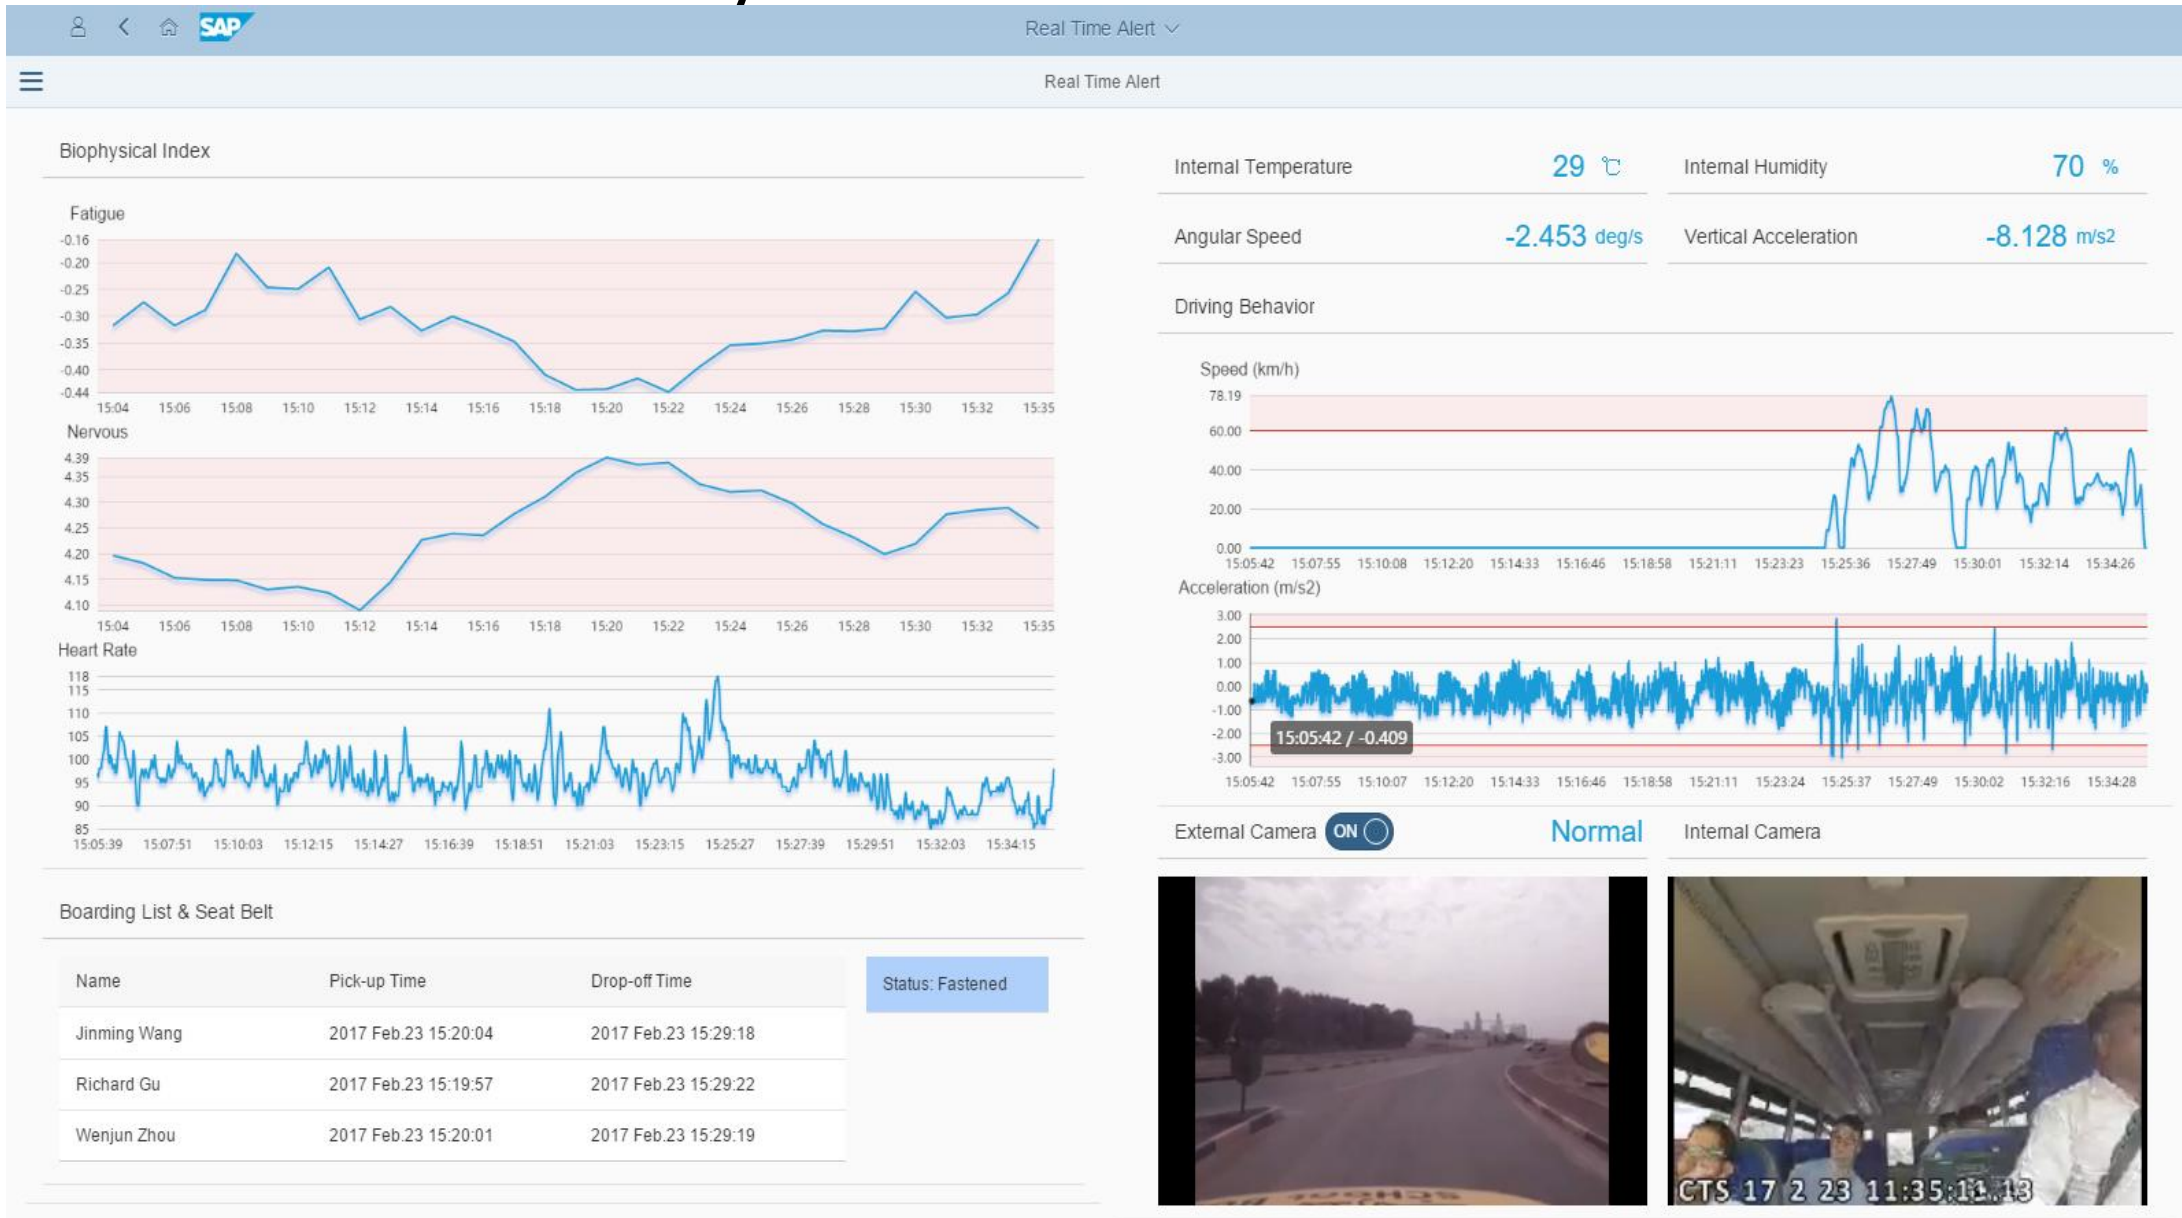 SAP
Real Time Alert
Real Time Alert
Biophysical Index
Fatigue
-0.16
-0.20
-0.25
-0.30
-0.35
-0.40
-0.44
15:04 15:06 15:08 15:10 15:12 15:14 15:16 15:18 15:20 15:22 15:24 15:26 15:28 15:30 15:32 15:35
Nervous
4.39
4.35
4.30
4.25
4.20
4.15
4.10
15:04 15:06 15:08 15:10 15:12 15:14 15:16 15:18 15:20 15:22 15:24 15:26 15:28 15:30 15:32 15:35
Heart Rate
118
115
110
105
100
95
90
85
15:05:39 15:07:51 15:10:03 15:12:15 15:14:27 15:16:39 15:18:51 15:21:03 15:23:15 15:25:27 15:27:39 15:29:51 15:32:03 15:34:15
Boarding List & Seat Belt
Name Pick-up Time Drop-off Time
Jinming Wang 2017 Feb.23 15:20:04 2017 Feb.23 15:29:18
Richard Gu 2017 Feb.23 15:19:57 2017 Feb.23 15:29:22
Wenjun Zhou 2017 Feb.23 15:20:01 2017 Feb.23 15:29:19
Status: Fastened
Internal Temperature 29 ℃
Internal Humidity 70 %
Angular Speed -2.453 deg/s
Vertical Acceleration -8.128 m/s2
Driving Behavior
Speed (km/h)
78.19
60.00
40.00
20.00
0.00
15:05:42 15:07:55 15:10:08 15:12:20 15:14:33 15:16:46 15:18:58 15:21:11 15:23:23 15:25:36 15:27:49 15:30:01 15:32:14 15:34:26
Acceleration (m/s2)
3.00
2.00
1.00
0.00
-1.00
-2.00
-3.00
15:05:42 / -0.409
15:05:42 15:07:55 15:10:07 15:12:20 15:14:33 15:16:46 15:18:58 15:21:11 15:23:24 15:25:37 15:27:49 15:30:02 15:32:16 15:34:28
External Camera ON Normal
Internal Camera
CTS 17 2 23 11:35:11.13